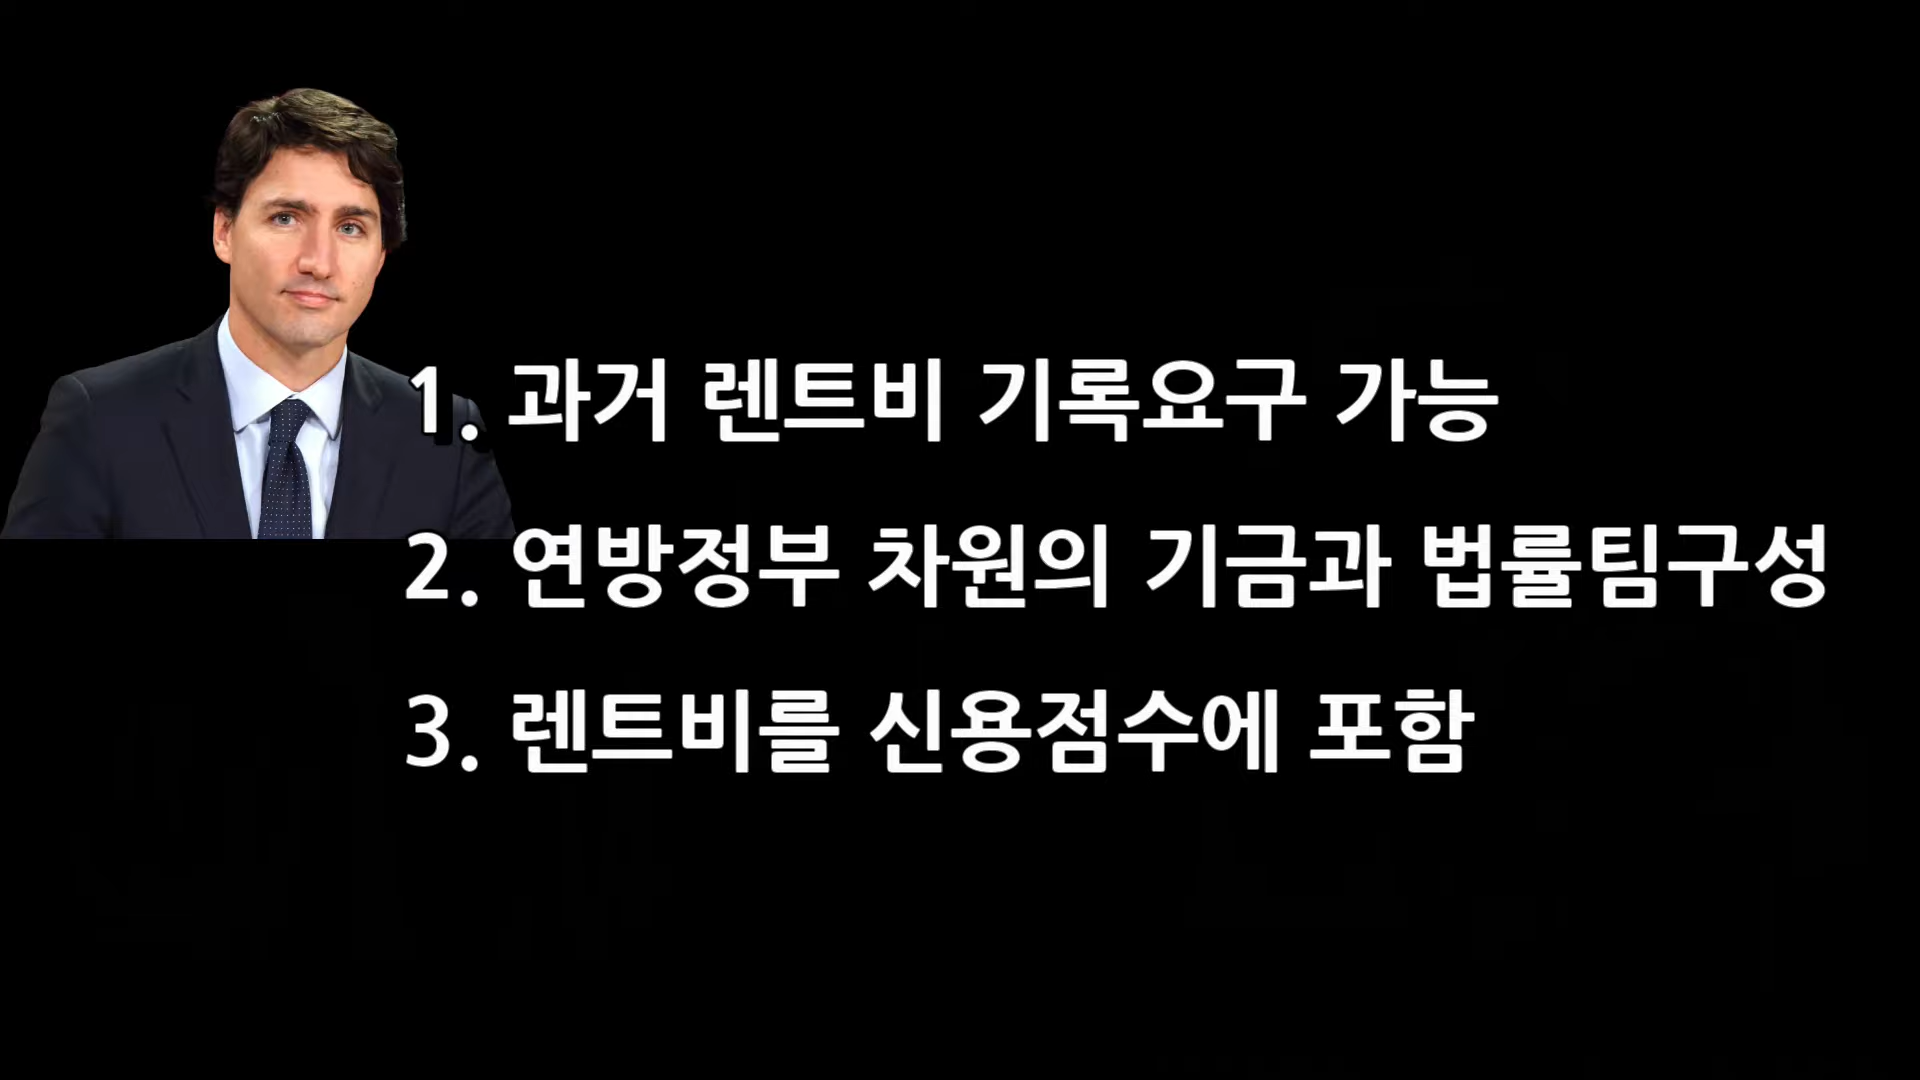 1. 과거 렌트비 기록요구 가능
2. 연방정부 차원의 기금과 법률팀구성
3. 렌트비를 신용점수에 포함